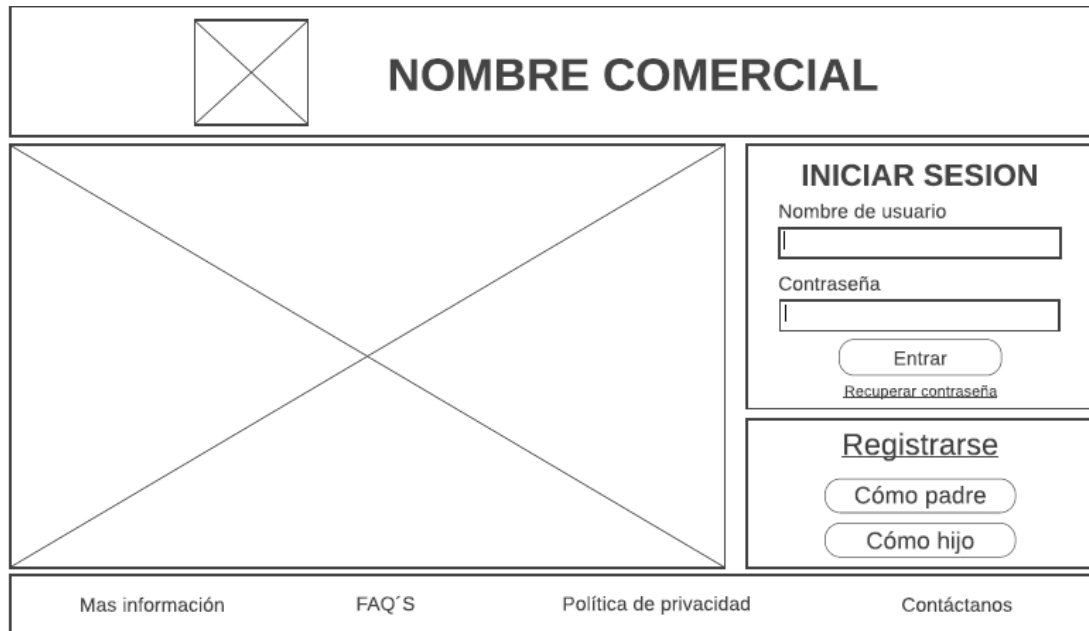 NOMBRE COMERCIAL
INICIAR SESION
Nombre de usuario
Contraseña
Entrar
Recuperar contraseña
Registrarse
Cómo padre
Cómo hijo
Mas información FAQ´S Política de privacidad Contáctanos